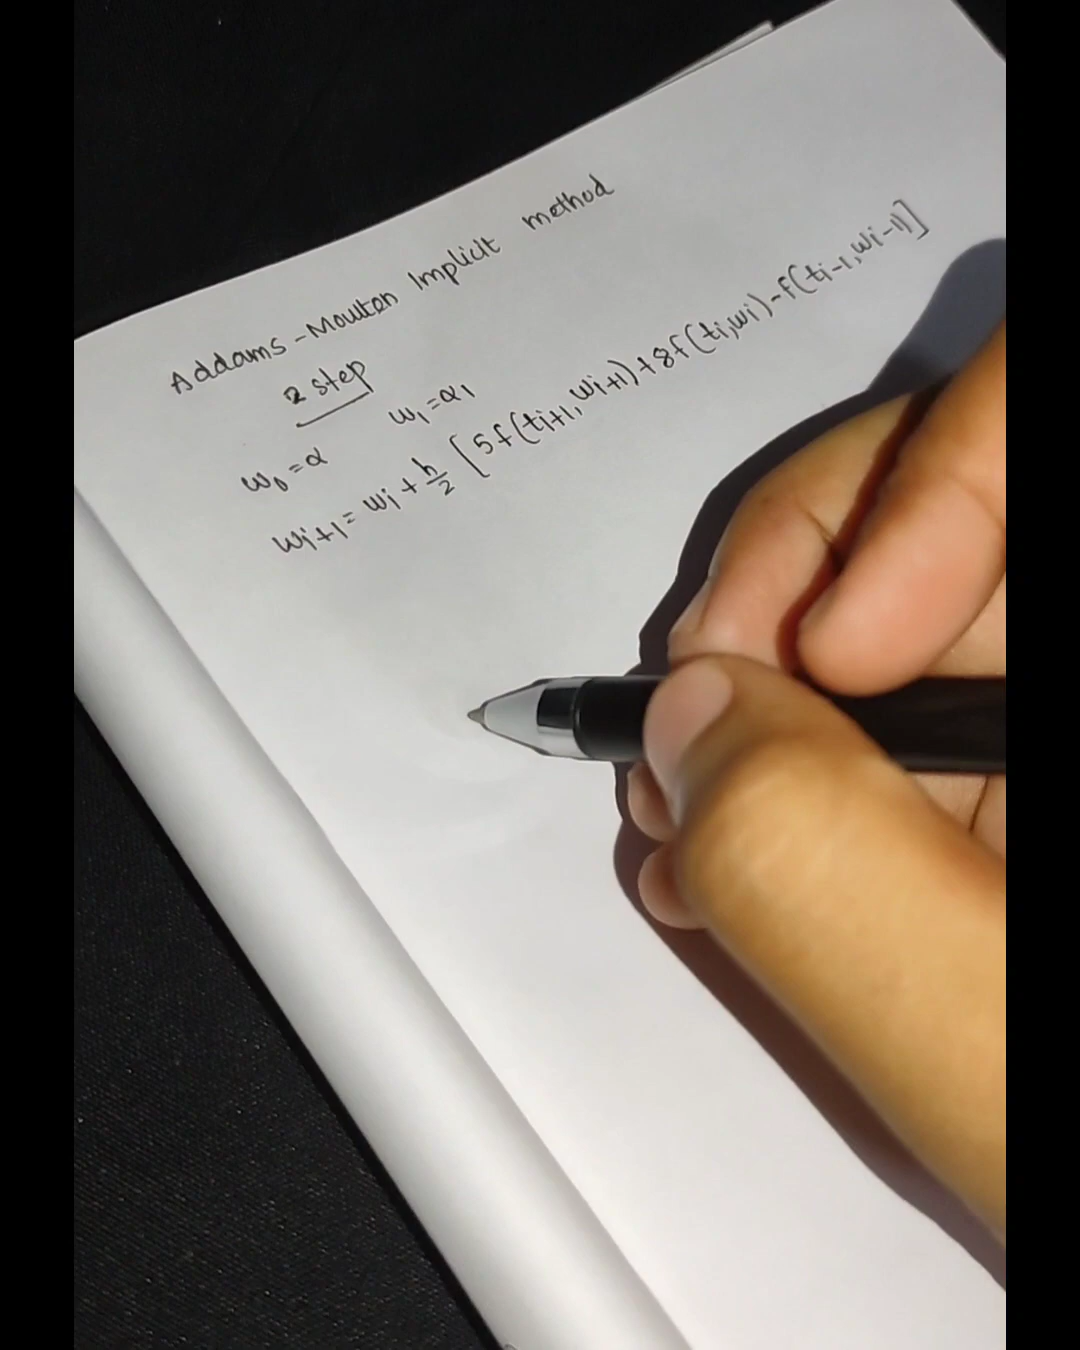 Addams-Moulton Implicit method
2 step
w₀ = α w₁ = α₁
wᵢ₊₁ = wᵢ + h/2 [5f(tᵢ₊₁, wᵢ₊₁) + 8f(tᵢ, wᵢ) - f(tᵢ₋₁, wᵢ₋₁)]